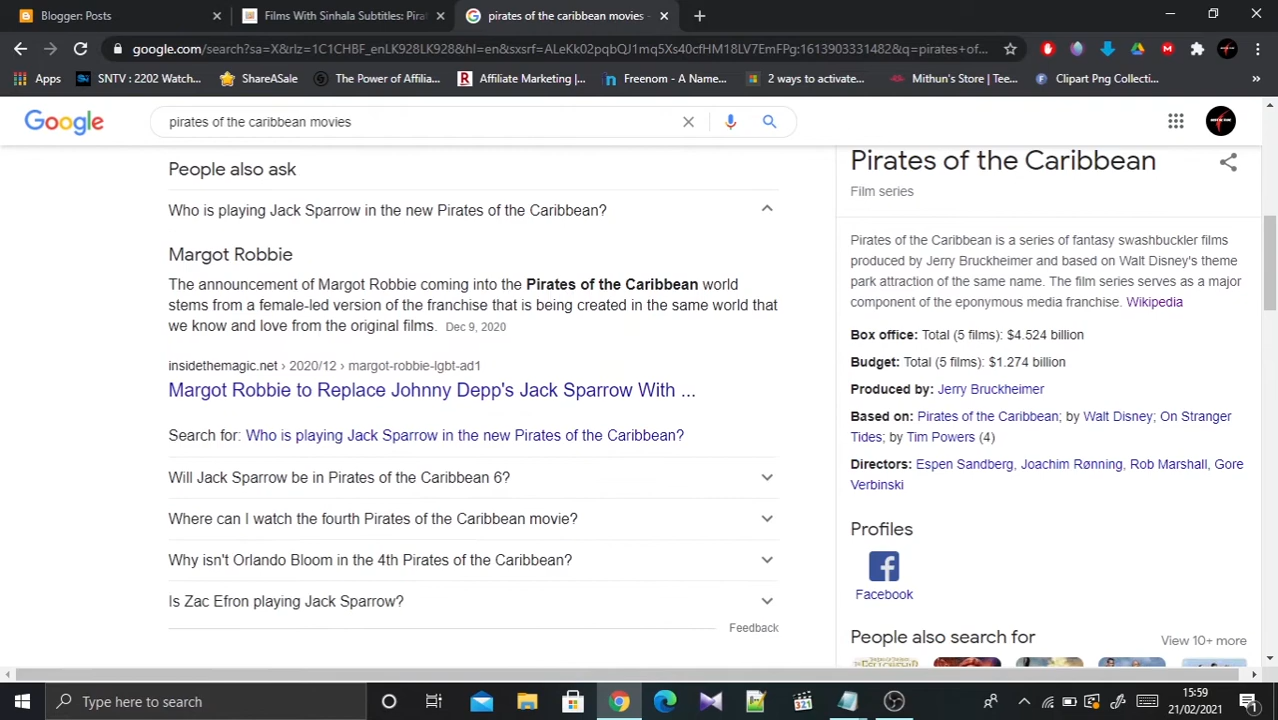 Blogger: Posts
Films With Sinhala Subtitles: Pirat
pirates of the caribbean movies -
google.com/search?sa=X&rlz=1C1CHBF_enLK928LK928&hl=en&sxsrf=ALeKk02pqbQJ1mq5Xs40cfHM18LV7EmFPg:1613903331482&q=pirates+of...
Apps
SNTV : 2202 Watch...
ShareASale
The Power of Affilia...
Affiliate Marketing |...
Freenom - A Name...
2 ways to activate...
Mithun's Store | Tee...
Clipart Png Collecti...
Google
pirates of the caribbean movies
People also ask
Who is playing Jack Sparrow in the new Pirates of the Caribbean?
Margot Robbie
The announcement of Margot Robbie coming into the Pirates of the Caribbean world
stems from a female-led version of the franchise that is being created in the same world that
we know and love from the original films. Dec 9, 2020
insidethemagic.net › 2020/12 › margot-robbie-lgbt-ad1
Margot Robbie to Replace Johnny Depp's Jack Sparrow With ...
Search for: Who is playing Jack Sparrow in the new Pirates of the Caribbean?
Will Jack Sparrow be in Pirates of the Caribbean 6?
Where can I watch the fourth Pirates of the Caribbean movie?
Why isn't Orlando Bloom in the 4th Pirates of the Caribbean?
Is Zac Efron playing Jack Sparrow?
Feedback
Pirates of the Caribbean
Film series
Pirates of the Caribbean is a series of fantasy swashbuckler films
produced by Jerry Bruckheimer and based on Walt Disney's theme
park attraction of the same name. The film series serves as a major
component of the eponymous media franchise. Wikipedia
Box office: Total (5 films): $4.524 billion
Budget: Total (5 films): $1.274 billion
Produced by: Jerry Bruckheimer
Based on: Pirates of the Caribbean; by Walt Disney; On Stranger
Tides; by Tim Powers (4)
Directors: Espen Sandberg, Joachim Rønning, Rob Marshall, Gore
Verbinski
Profiles
Facebook
People also search for
View 10+ more
Type here to search
321
15:59
21/02/2021